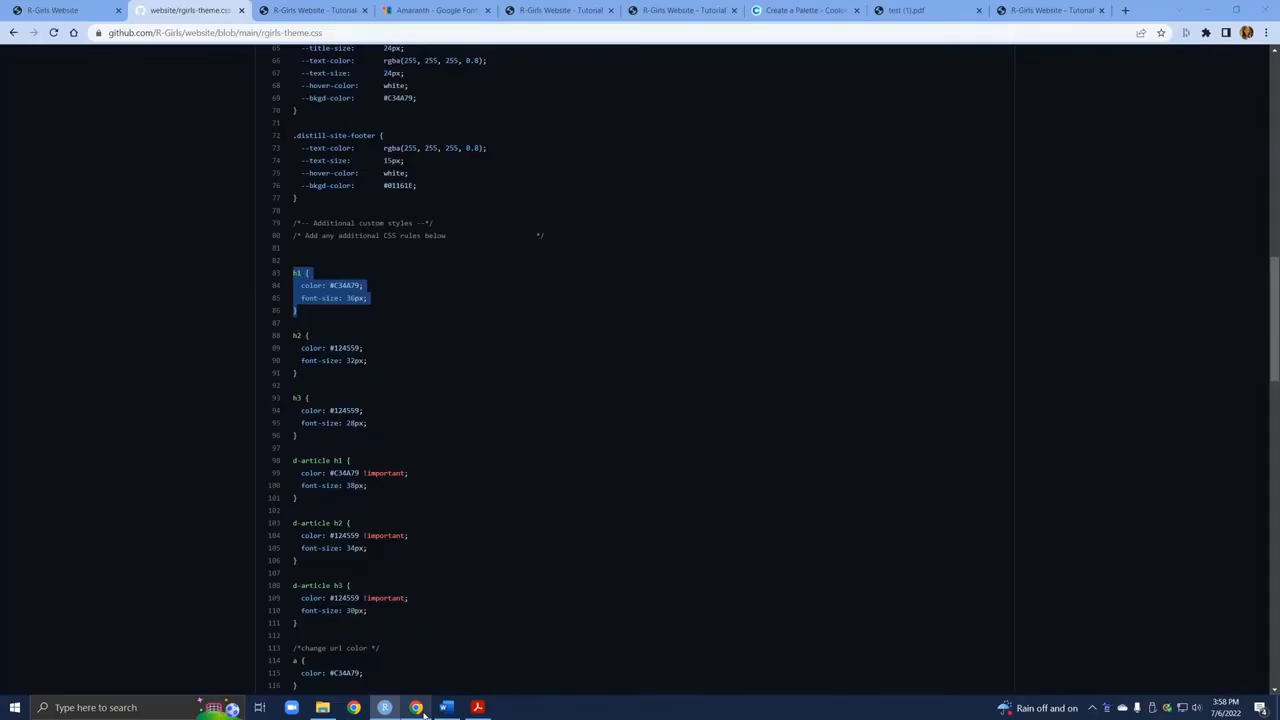 R-Girls Website
website/rgirls-theme.css
R-Girls Website - Tutorial
Amaranth - Google Fon
R-Girls Website - Tutorial
R-Girls Website - Tutorial
Create a Palette - Coolo
test (1).pdf
R-Girls Website - Tutorial
github.com/R-Girls/website/blob/main/rgirls-theme.css
65 --title-size: 24px;
66 --text-color: rgba(255, 255, 255, 0.8);
67 --text-size: 24px;
68 --hover-color: white;
69 --bkgd-color: #C34A79;
70 }
71
72 .distill-site-footer {
73 --text-color: rgba(255, 255, 255, 0.8);
74 --text-size: 15px;
75 --hover-color: white;
76 --bkgd-color: #01161E;
77 }
78
79 /*-- Additional custom styles --*/
80 /* Add any additional CSS rules below */
81
82
83 h1 {
84 color: #C34A79;
85 font-size: 36px;
86 }
87
88 h2 {
89 color: #124559;
90 font-size: 32px;
91 }
92
93 h3 {
94 color: #124559;
95 font-size: 28px;
96 }
97
98 d-article h1 {
99 color: #C34A79 !important;
100 font-size: 38px;
101 }
102
103 d-article h2 {
104 color: #124559 !important;
105 font-size: 34px;
106 }
107
108 d-article h3 {
109 color: #124559 !important;
110 font-size: 30px;
111 }
112
113 /*change url color */
114 a {
115 color: #C34A79;
116 }
Type here to search
Rain off and on
3:58 PM
7/6/2022
4